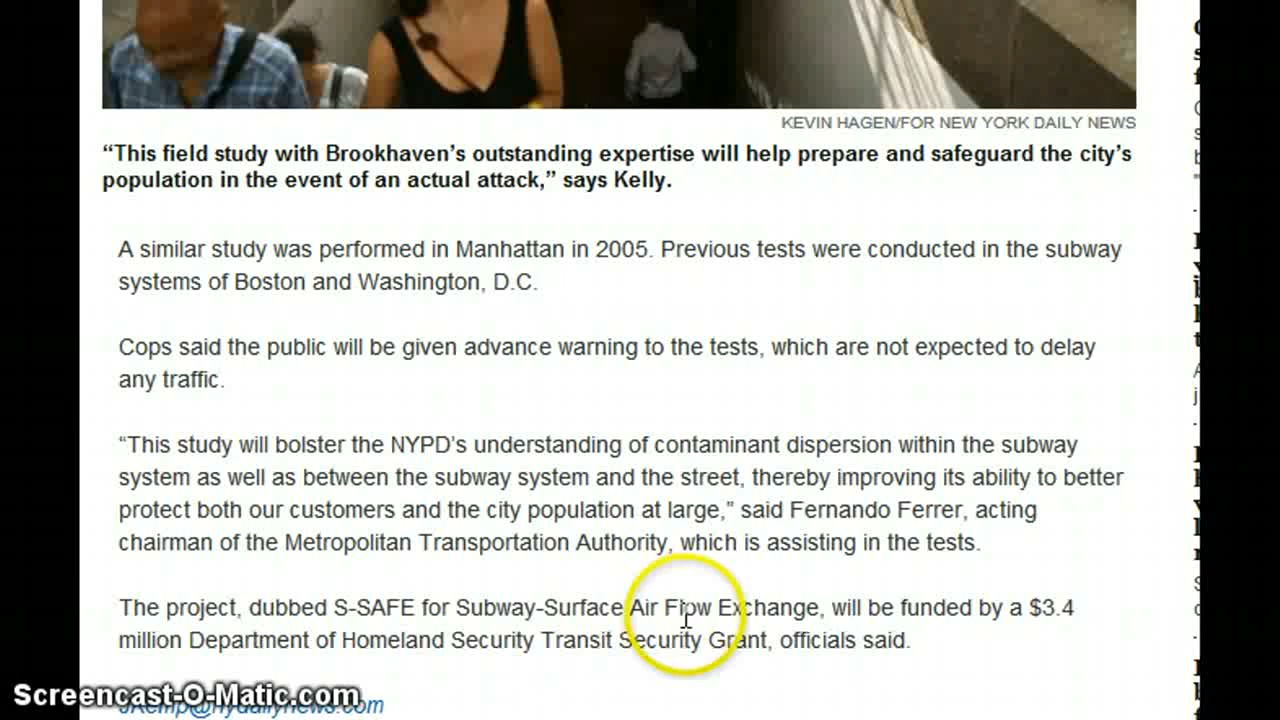 KEVIN HAGEN/FOR NEW YORK DAILY NEWS
“This field study with Brookhaven’s outstanding expertise will help prepare and safeguard the city’s
population in the event of an actual attack,” says Kelly.
A similar study was performed in Manhattan in 2005. Previous tests were conducted in the subway
systems of Boston and Washington, D.C.
Cops said the public will be given advance warning to the tests, which are not expected to delay
any traffic.
“This study will bolster the NYPD’s understanding of contaminant dispersion within the subway
system as well as between the subway system and the street, thereby improving its ability to better
protect both our customers and the city population at large,” said Fernando Ferrer, acting
chairman of the Metropolitan Transportation Authority, which is assisting in the tests.
The project, dubbed S-SAFE for Subway-Surface Air Flow Exchange, will be funded by a $3.4
million Department of Homeland Security Transit Security Grant, officials said.
Screencast-O-Matic.com